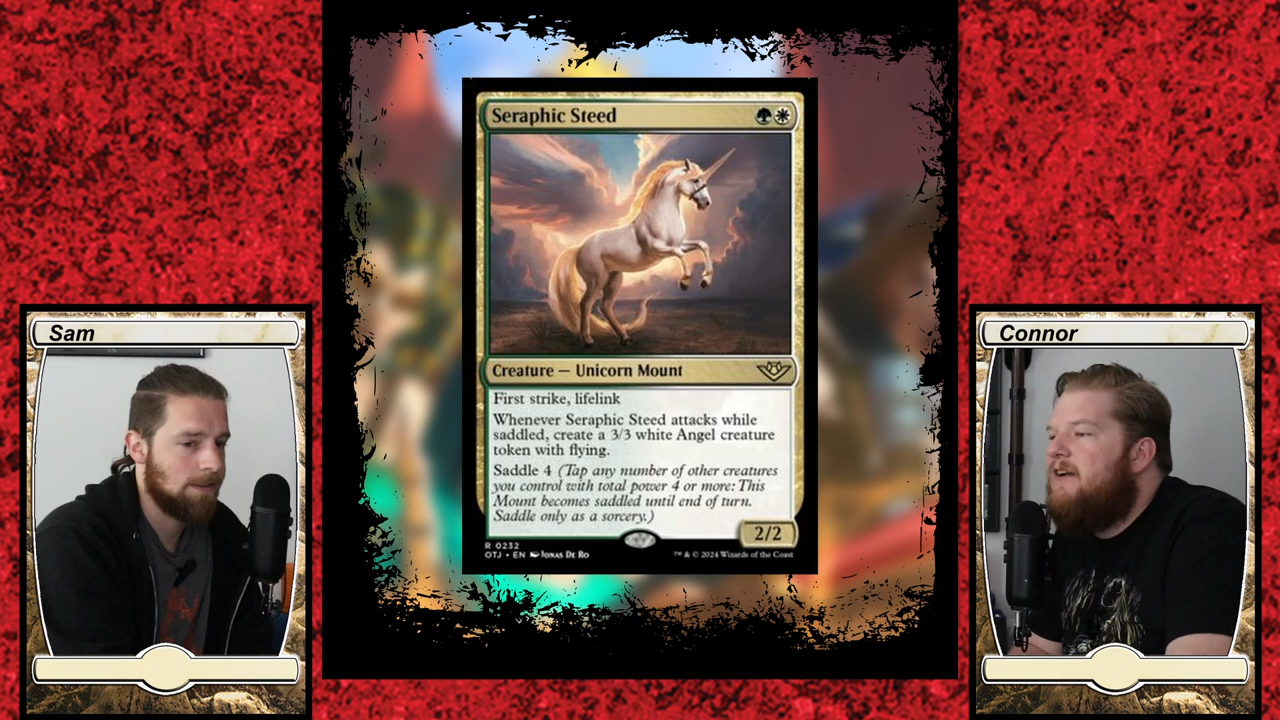 Seraphic Steed
Creature — Unicorn Mount
First strike, lifelink
Whenever Seraphic Steed attacks while
saddled, create a 3/3 white Angel creature
token with flying.
Saddle 4 (Tap any number of other creatures
you control with total power 4 or more: This
Mount becomes saddled until end of turn.
Saddle only as a sorcery.)
2/2
R 0232
OTJ • EN Jonas De Ro
™ & © 2024 Wizards of the Coast
Sam
Connor